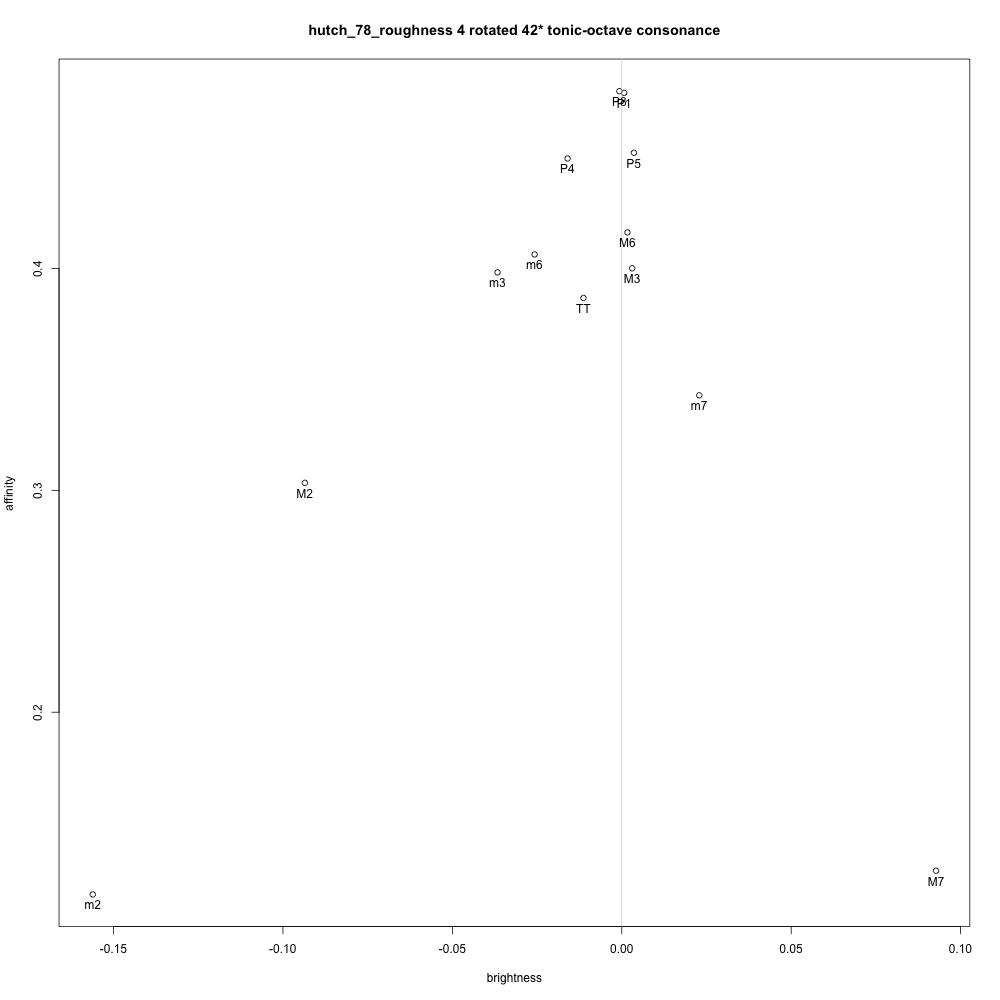 hutch_78_roughness 4 rotated 42* tonic-octave consonance
P1
P4
P5
M6
m6
m3
M3
TT
m7
M2
m2
M7
affinity
0.4
0.3
0.2
-0.15
-0.10
-0.05
0.00
0.05
0.10
brightness